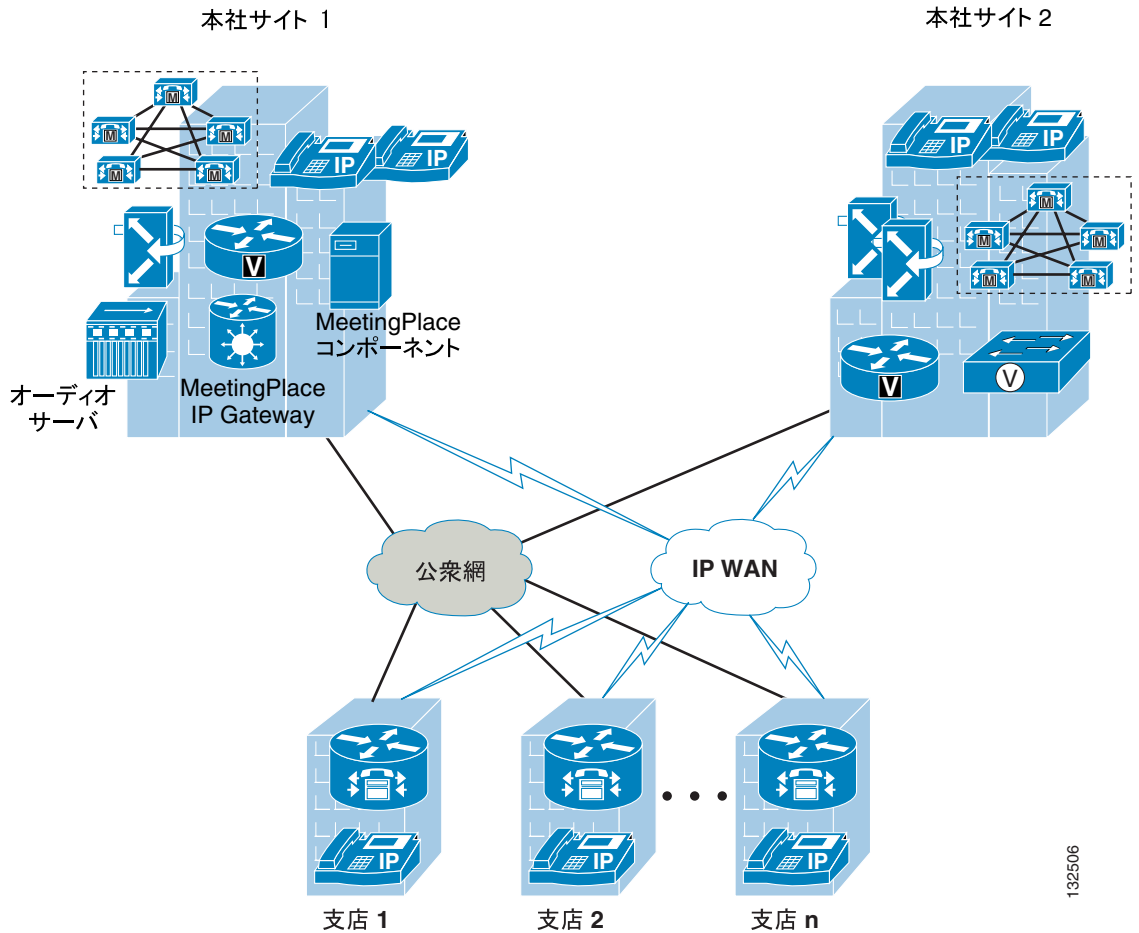 本社サイト 1
本社サイト 2
M
M
M
M
M
IP
IP
V
MeetingPlace
コンポーネント
オーディオ
サーバ
MeetingPlace
IP Gateway
IP
IP
M
M
M
M
M
V
V
公衆網
IP WAN
IP
IP
IP
支店 1
支店 2
支店 n
132506